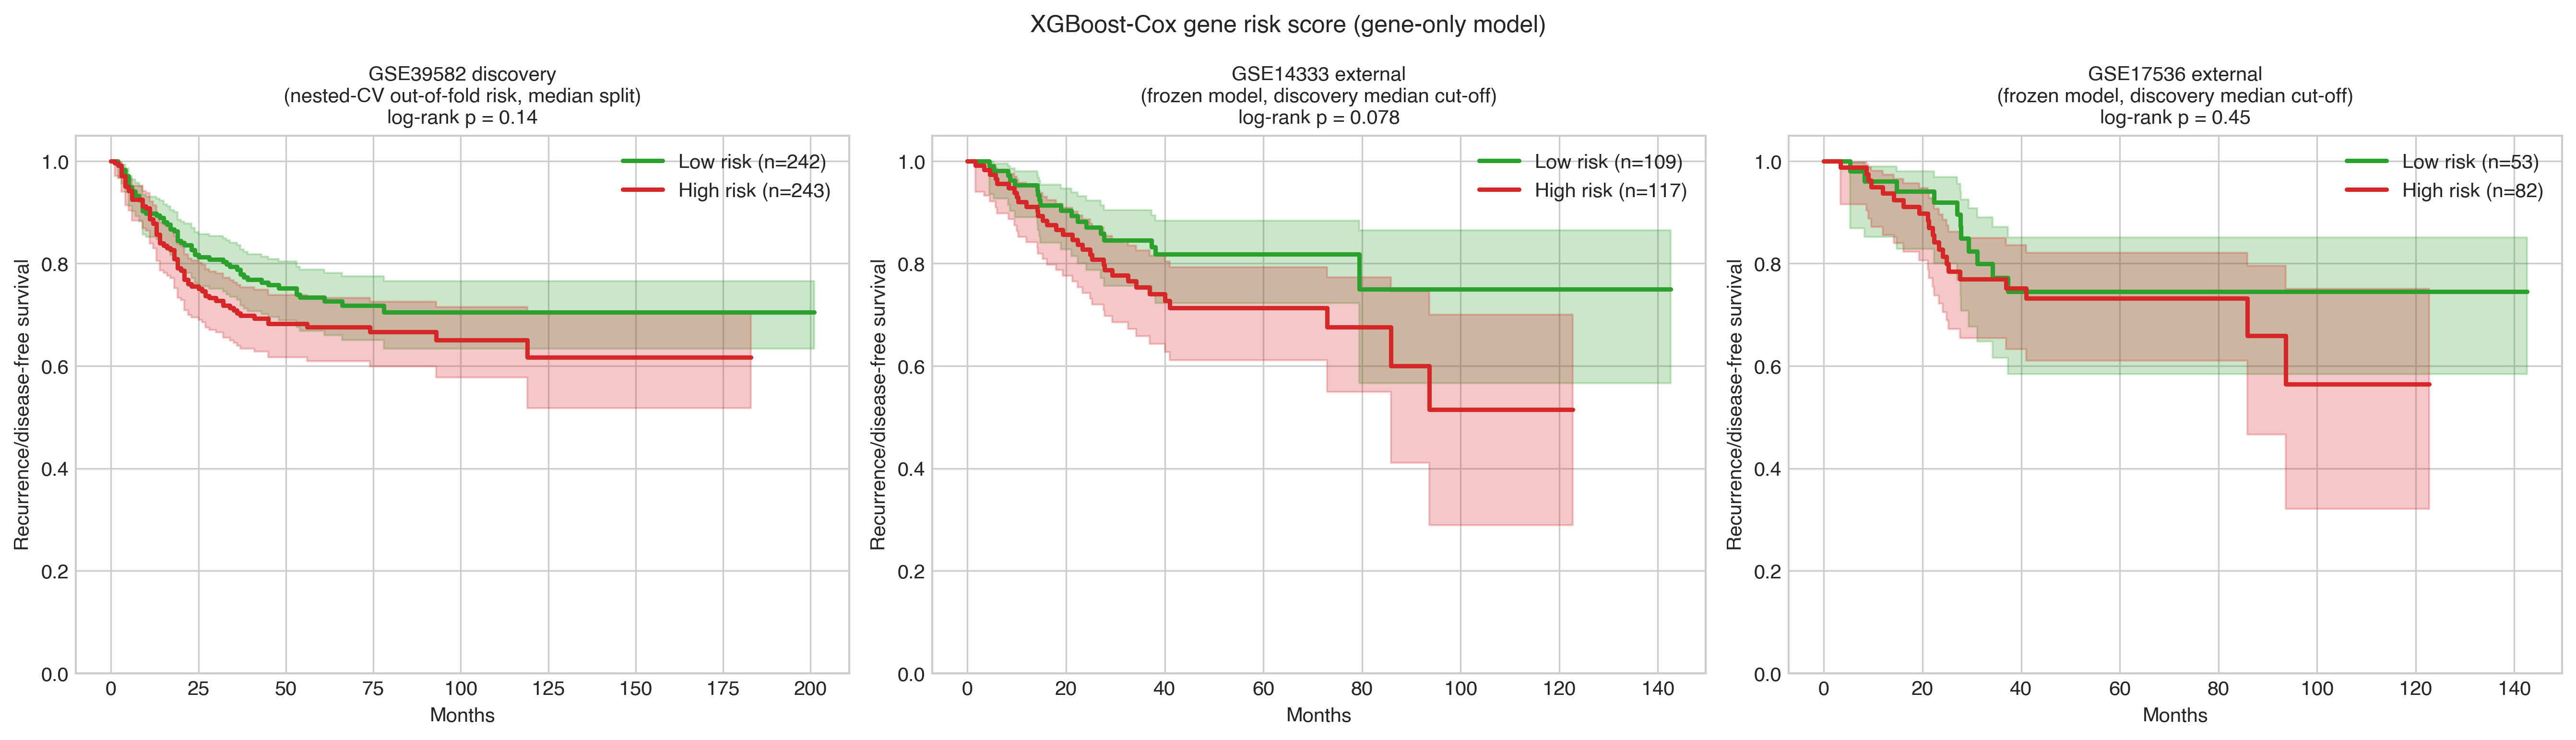 XGBoost-Cox gene risk score (gene-only model)
GSE39582 discovery
(nested-CV out-of-fold risk, median split)
log-rank p = 0.14
Low risk (n=242)
High risk (n=243)
Recurrence/disease-free survival
1.0
0.8
0.6
0.4
0.2
0.0
0 25 50 75 100 125 150 175 200
Months
GSE14333 external
(frozen model, discovery median cut-off)
log-rank p = 0.078
Low risk (n=109)
High risk (n=117)
Recurrence/disease-free survival
1.0
0.8
0.6
0.4
0.2
0.0
0 20 40 60 80 100 120 140
Months
GSE17536 external
(frozen model, discovery median cut-off)
log-rank p = 0.45
Low risk (n=53)
High risk (n=82)
Recurrence/disease-free survival
1.0
0.8
0.6
0.4
0.2
0.0
0 20 40 60 80 100 120 140
Months